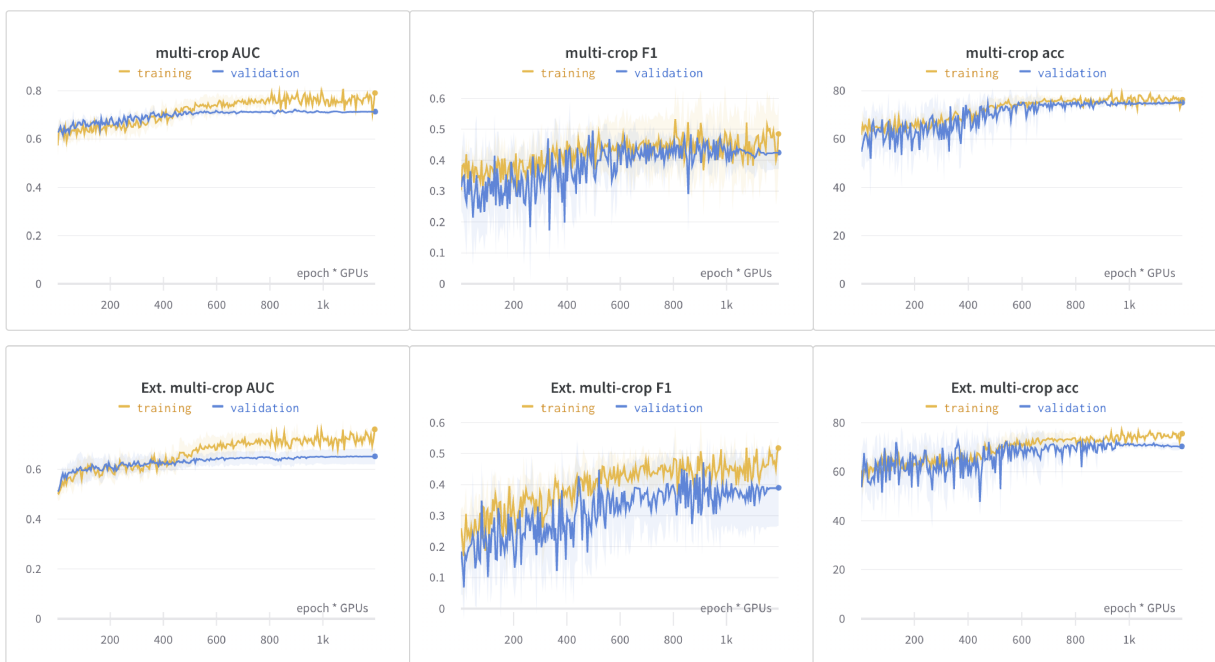 multi-crop AUC
training validation
0.8
0.6
0.4
0.2
0
epoch * GPUs
200 400 600 800 1k
multi-crop F1
training validation
0.6
0.5
0.4
0.3
0.2
0.1
0
epoch * GPUs
200 400 600 800 1k
multi-crop acc
training validation
80
60
40
20
0
epoch * GPUs
200 400 600 800 1k
Ext. multi-crop AUC
training validation
0.6
0.4
0.2
0
epoch * GPUs
200 400 600 800 1k
Ext. multi-crop F1
training validation
0.6
0.5
0.4
0.3
0.2
0.1
0
epoch * GPUs
200 400 600 800 1k
Ext. multi-crop acc
training validation
80
60
40
20
0
epoch * GPUs
200 400 600 800 1k